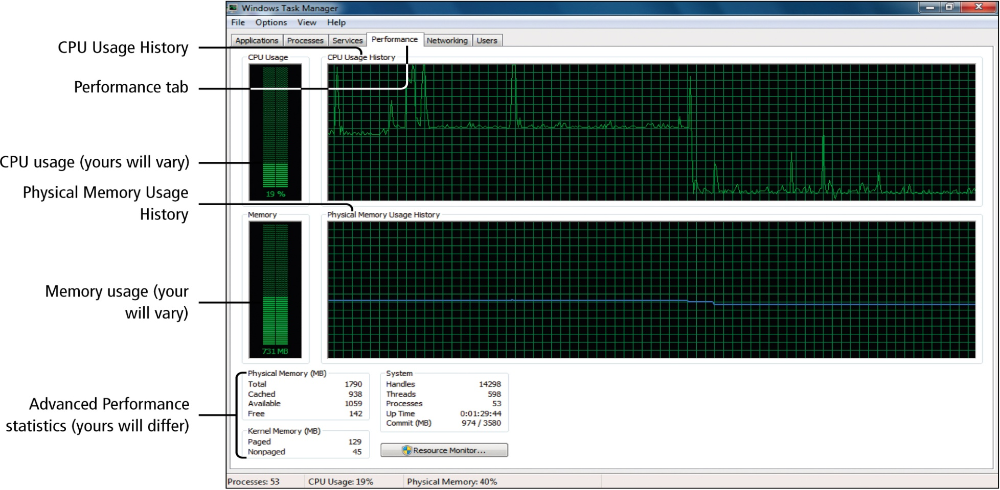 Windows Task Manager
File Options View Help
Applications Processes Services Performance Networking Users
CPU Usage History
Performance tab
CPU usage (yours will vary)
Physical Memory Usage
History
Memory usage (your
will vary)
Advanced Performance
statistics (yours will differ)
CPU Usage
19 %
CPU Usage History
Memory
731 MB
Physical Memory Usage History
Physical Memory (MB)
Total 1790
Cached 938
Available 1059
Free 142
Kernel Memory (MB)
Paged 129
Nonpaged 45
System
Handles 14298
Threads 598
Processes 53
Up Time 0:01:29:44
Commit (MB) 974 / 3580
Resource Monitor...
Processes: 53 CPU Usage: 19% Physical Memory: 40%